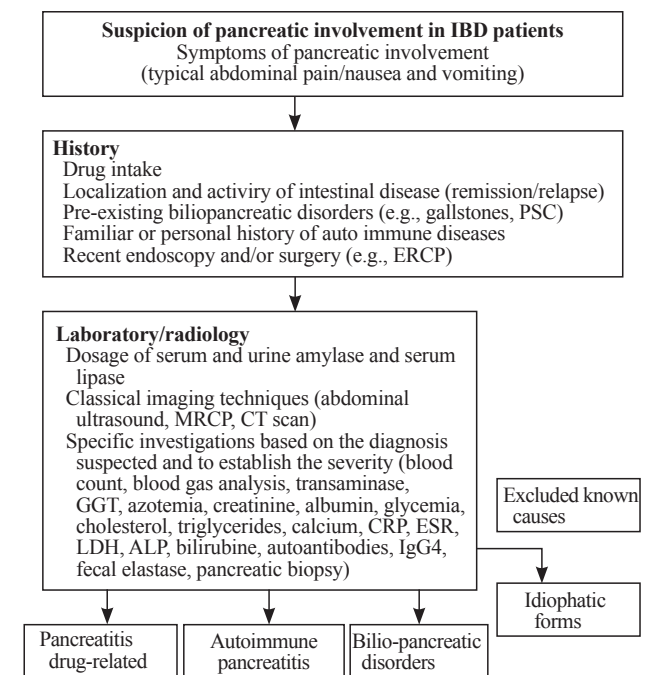 Suspicion of pancreatic involvement in IBD patients
Symptoms of pancreatic involvement
(typical abdominal pain/nausea and vomiting)
History
Drug intake
Localization and activiry of intestinal disease (remission/relapse)
Pre-existing biliopancreatic disorders (e.g., gallstones, PSC)
Familiar or personal history of auto immune diseases
Recent endoscopy and/or surgery (e.g., ERCP)
Laboratory/radiology
Dosage of serum and urine amylase and serum
lipase
Classical imaging techniques (abdominal
ultrasound, MRCP, CT scan)
Specific investigations based on the diagnosis
suspected and to establish the severity (blood
count, blood gas analysis, transaminase,
GGT, azotemia, creatinine, albumin, glycemia,
cholesterol, triglycerides, calcium, CRP, ESR,
LDH, ALP, bilirubine, autoantibodies, IgG4,
fecal elastase, pancreatic biopsy)
Excluded known
causes
Idiophatic
forms
Pancreatitis
drug-related
Autoimmune
pancreatitis
Bilio-pancreatic
disorders